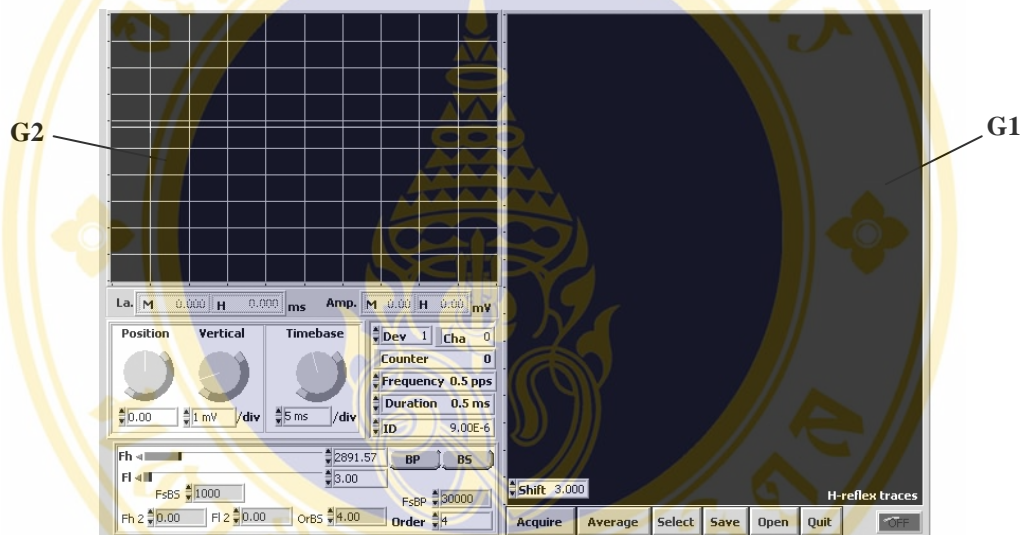 G2
G1
La. M 0.000 H 0.000 ms Amp. M 0.00 H 0.00 mV
Position Vertical Timebase
0.00 1 mV /div 5 ms /div
Dev 1 Cha 0
Counter 0
Frequency 0.5 pps
Duration 0.5 ms
ID 9.00E-6
Fh 2891.57 BP BS
Fl 3.00
FsBS 1000 FsBP 30000
Fh 2 0.00 Fl 2 0.00 OrBS 4.00 Order 4
Shift 3.000
H-reflex traces
Acquire Average Select Save Open Quit OFF